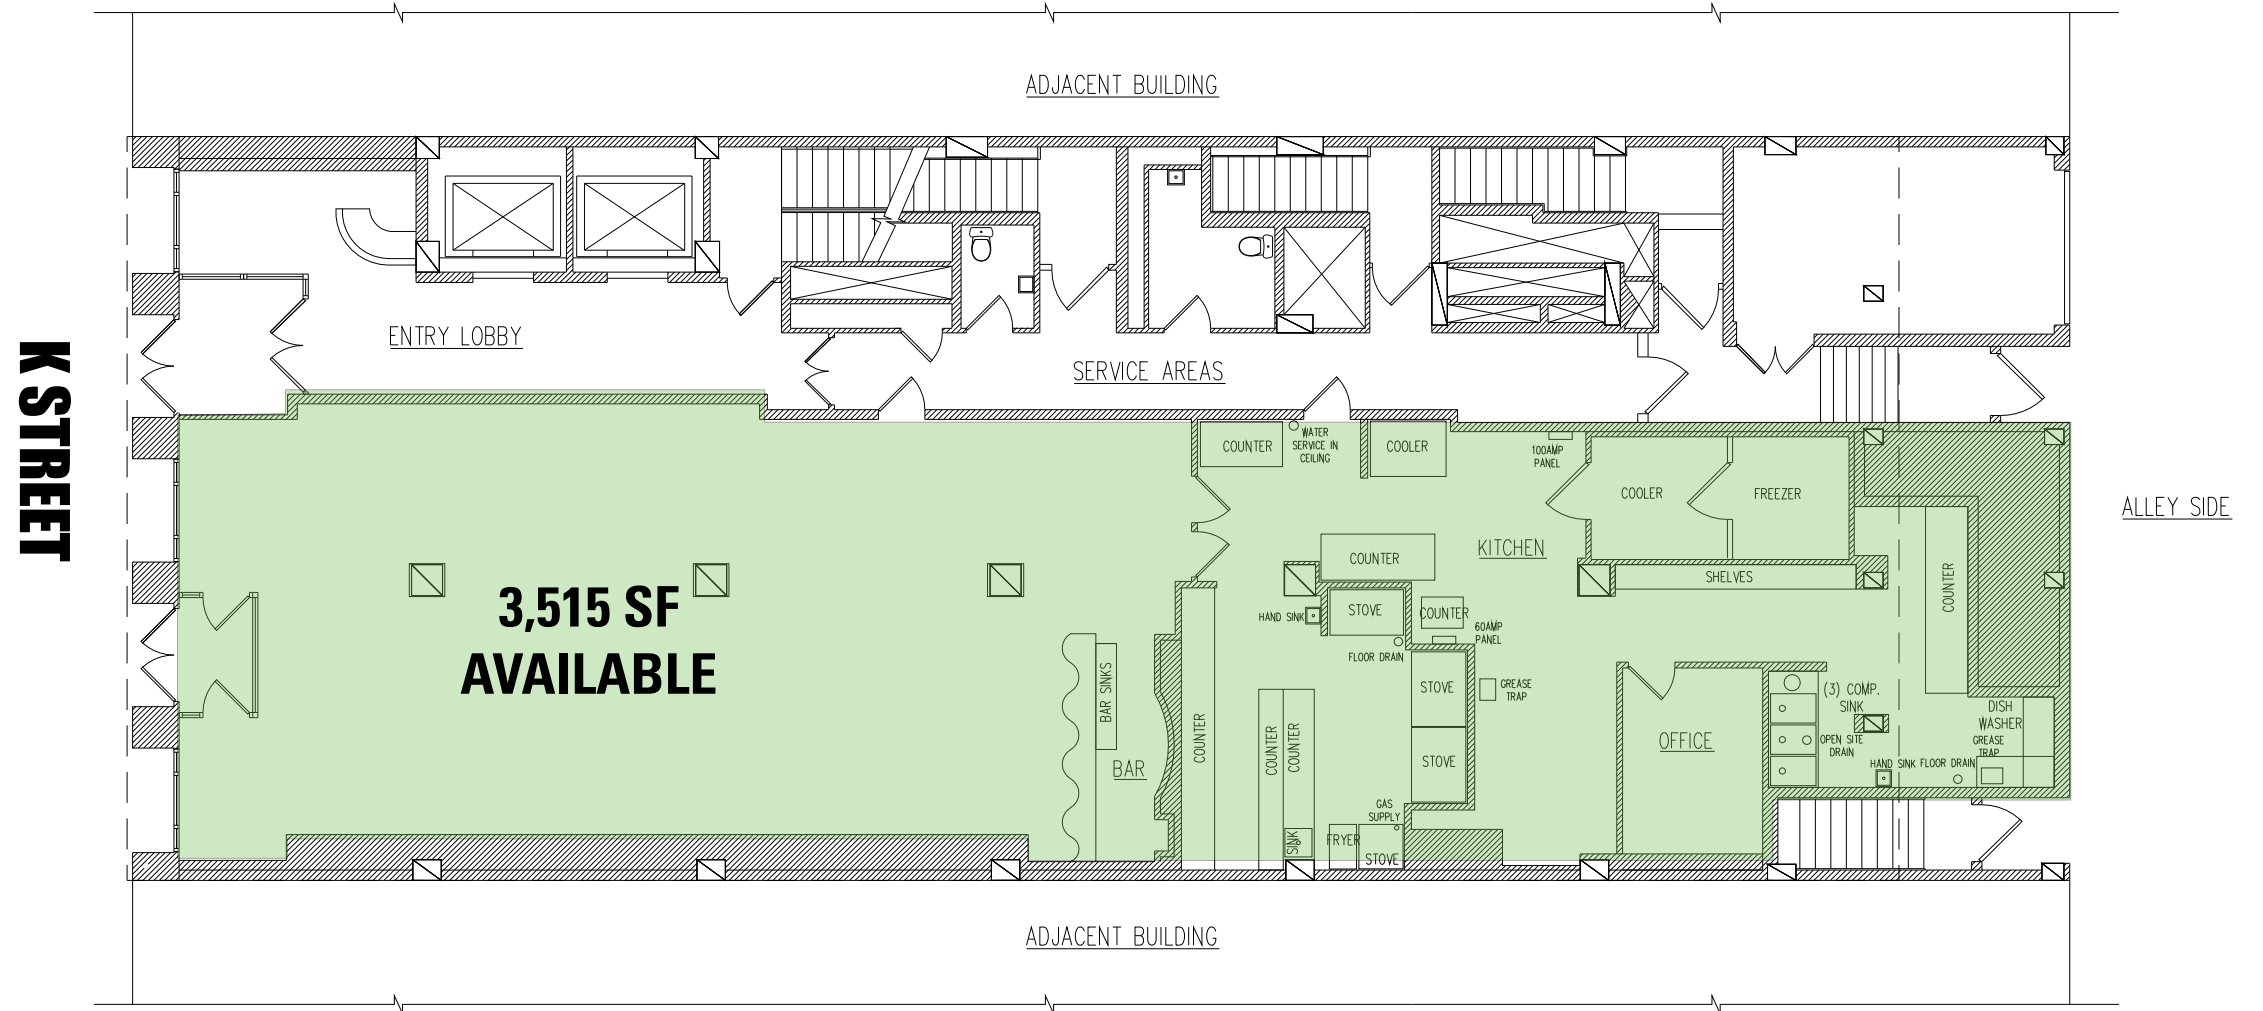 ADJACENT BUILDING
ENTRY LOBBY
SERVICE AREAS
K STREET
ALLEY SIDE
COUNTER
WATER
SERVICE IN
CEILING
COOLER
100AMP
PANEL
COOLER
FREEZER
KITCHEN
COUNTER
SHELVES
COUNTER
3,515 SF
AVAILABLE
HAND SINK
STOVE
COUNTER
60AMP
PANEL
FLOOR DRAIN
STOVE
GREASE
TRAP
BAR SINKS
BAR
COUNTER
COUNTER
COUNTER
STOVE
OFFICE
(3) COMP.
SINK
OPEN SITE
DRAIN
DISH
WASHER
GREASE
TRAP
HAND SINK
FLOOR DRAIN
GAS
SUPPLY
SINK
FRYER
STOVE
ADJACENT BUILDING